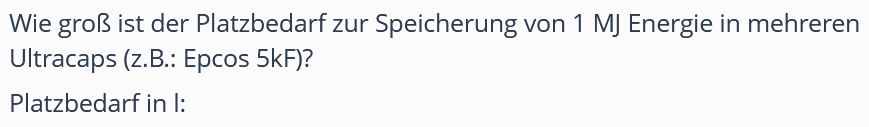 Wie groß ist der Platzbedarf zur Speicherung von 1 MJ Energie in mehreren
Ultracaps (z.B.: Epcos 5kF)?
Platzbedarf in l: